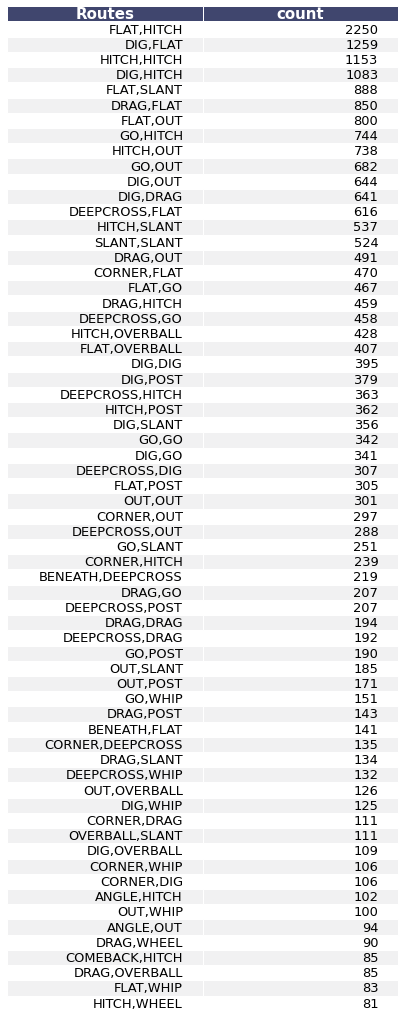 Routes count
FLAT,HITCH 2250
DIG,FLAT 1259
HITCH,HITCH 1153
DIG,HITCH 1083
FLAT,SLANT 888
DRAG,FLAT 850
FLAT,OUT 800
GO,HITCH 744
HITCH,OUT 738
GO,OUT 682
DIG,OUT 644
DIG,DRAG 641
DEEPCROSS,FLAT 616
HITCH,SLANT 537
SLANT,SLANT 524
DRAG,OUT 491
CORNER,FLAT 470
FLAT,GO 467
DRAG,HITCH 459
DEEPCROSS,GO 458
HITCH,OVERBALL 428
FLAT,OVERBALL 407
DIG,DIG 395
DIG,POST 379
DEEPCROSS,HITCH 363
HITCH,POST 362
DIG,SLANT 356
GO,GO 342
DIG,GO 341
DEEPCROSS,DIG 307
FLAT,POST 305
OUT,OUT 301
CORNER,OUT 297
DEEPCROSS,OUT 288
GO,SLANT 251
CORNER,HITCH 239
BENEATH,DEEPCROSS 219
DRAG,GO 207
DEEPCROSS,POST 207
DRAG,DRAG 194
DEEPCROSS,DRAG 192
GO,POST 190
OUT,SLANT 185
OUT,POST 171
GO,WHIP 151
DRAG,POST 143
BENEATH,FLAT 141
CORNER,DEEPCROSS 135
DRAG,SLANT 134
DEEPCROSS,WHIP 132
OUT,OVERBALL 126
DIG,WHIP 125
CORNER,DRAG 111
OVERBALL,SLANT 111
DIG,OVERBALL 109
CORNER,WHIP 106
CORNER,DIG 106
ANGLE,HITCH 102
OUT,WHIP 100
ANGLE,OUT 94
DRAG,WHEEL 90
COMEBACK,HITCH 85
DRAG,OVERBALL 85
FLAT,WHIP 83
HITCH,WHEEL 81